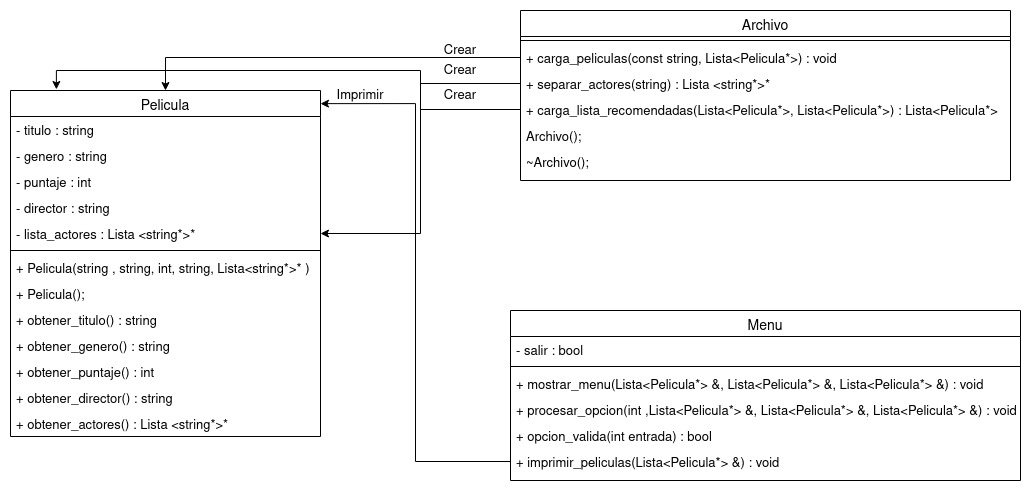 Archivo
+ carga_peliculas(const string, Lista<Pelicula*>) : void
+ separar_actores(string) : Lista <string*>*
+ carga_lista_recomendadas(Lista<Pelicula*>, Lista<Pelicula*>) : Lista<Pelicula*>
Archivo();
~Archivo();
Crear
Crear
Crear
Imprimir
Pelicula
- titulo : string
- genero : string
- puntaje : int
- director : string
- lista_actores : Lista <string*>*
+ Pelicula(string , string, int, string, Lista<string*>* )
+ Pelicula();
+ obtener_titulo() : string
+ obtener_genero() : string
+ obtener_puntaje() : int
+ obtener_director() : string
+ obtener_actores() : Lista <string*>*
Menu
- salir : bool
+ mostrar_menu(Lista<Pelicula*> &, Lista<Pelicula*> &, Lista<Pelicula*> &) : void
+ procesar_opcion(int ,Lista<Pelicula*> &, Lista<Pelicula*> &, Lista<Pelicula*> &) : void
+ opcion_valida(int entrada) : bool
+ imprimir_peliculas(Lista<Pelicula*> &) : void